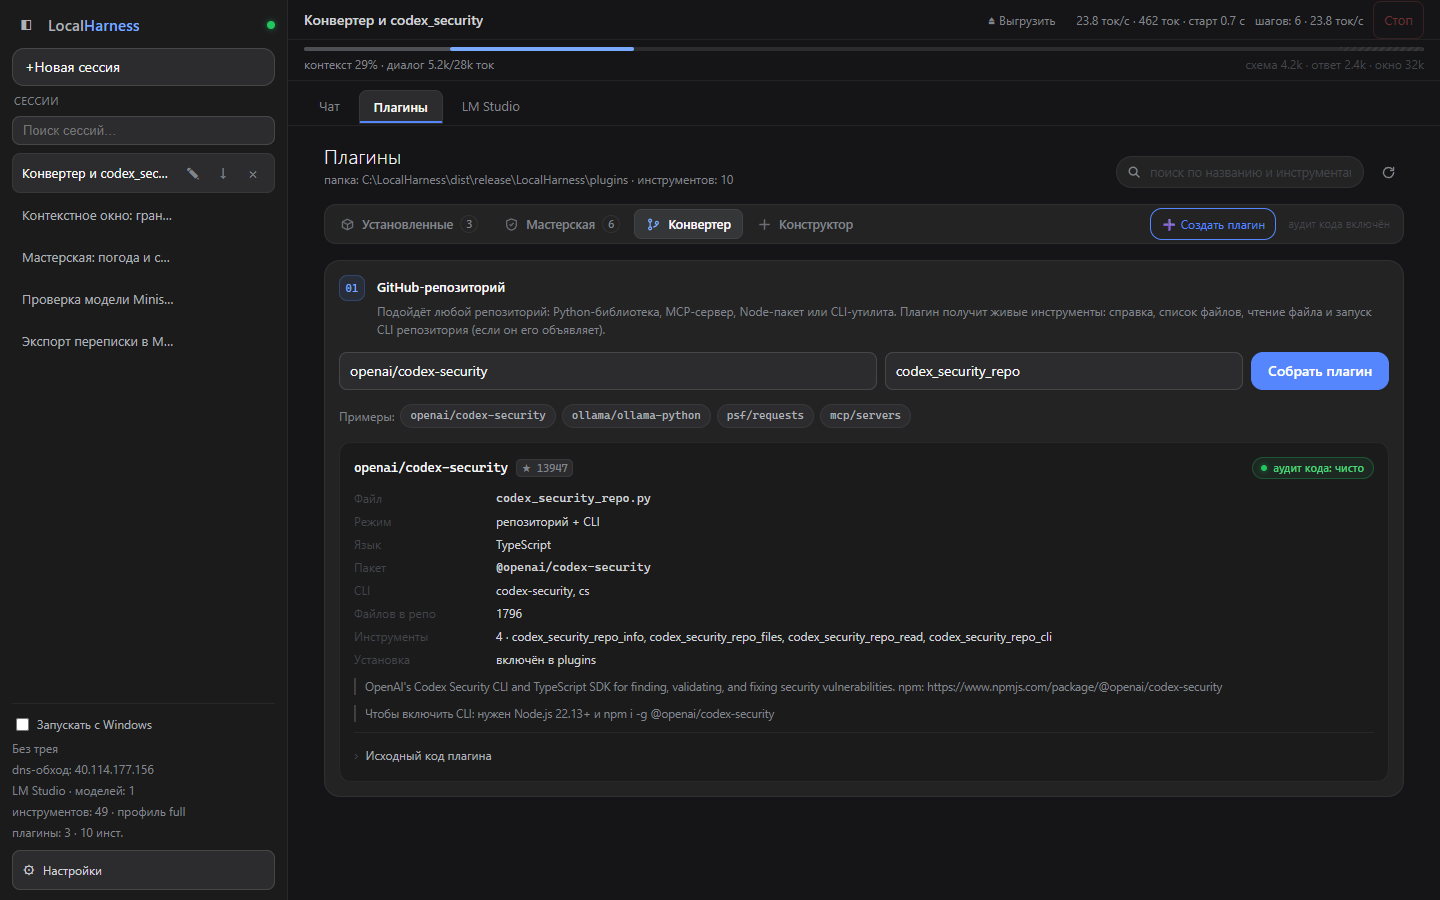 LocalHarness
+Новая сессия
СЕССИИ
Поиск сессий...
Конвертер и codex_sec...
Контекстное окно: гран...
Мастерская: погода и с...
Проверка модели Minis...
Экспорт переписки в M...
Запускать с Windows
Без трея
dns-обход: 40.114.177.156
LM Studio · моделей: 1
инструментов: 49 · профиль full
плагины: 3 · 10 инст.
Настройки
Конвертер и codex_security
Выгрузить
23.8 ток/с · 462 ток · старт 0.7 с
шагов: 6 · 23.8 ток/с
Стоп
контекст 29% · диалог 5.2k/28k ток
схема 4.2k · ответ 2.4k · окно 32k
Чат
Плагины
LM Studio
Плагины
папка: C:\LocalHarness\dist\release\LocalHarness\plugins · инструментов: 10
поиск по названию и инструмента
Установленные 3
Мастерская 6
Конвертер
Конструктор
Создать плагин
аудит кода включён
01 GitHub-репозиторий
Подойдёт любой репозиторий: Python-библиотека, MCP-сервер, Node-пакет или CLI-утилита. Плагин получит живые инструменты: справка, список файлов, чтение файла и запуск
CLI репозитория (если он его объявляет).
openai/codex-security
codex_security_repo
Собрать плагин
Примеры: openai/codex-security ollama/ollama-python psf/requests mcp/servers
openai/codex-security ★ 13947
аудит кода: чисто
Файл codex_security_repo.py
Режим репозиторий + CLI
Язык TypeScript
Пакет @openai/codex-security
CLI codex-security, cs
Файлов в репо 1796
Инструменты 4 · codex_security_repo_info, codex_security_repo_files, codex_security_repo_read, codex_security_repo_cli
Установка включён в plugins
OpenAI's Codex Security CLI and TypeScript SDK for finding, validating, and fixing security vulnerabilities. npm: https://www.npmjs.com/package/@openai/codex-security
Чтобы включить CLI: нужен Node.js 22.13+ и npm i -g @openai/codex-security
› Исходный код плагина